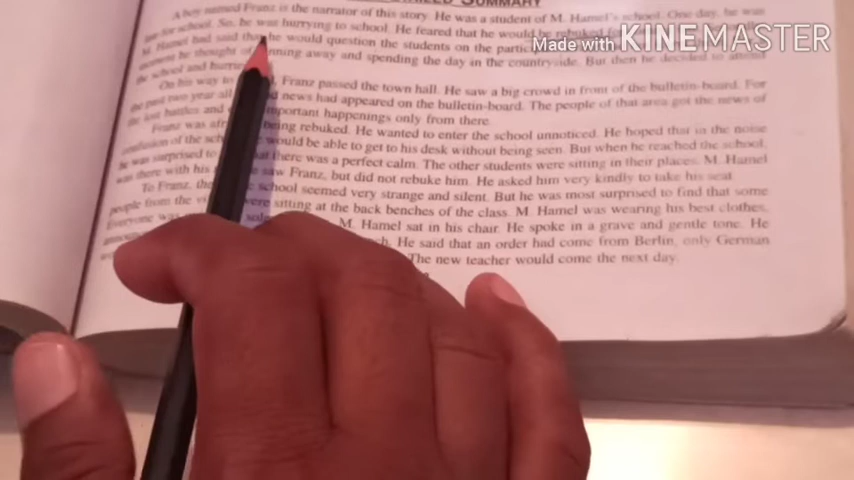 SUMMARY
A boy named Franz is the narrator of this story. He was a student of M. Hamel's school. One day, he was
late for school. So, he was hurrying to school. He feared that he would be rebuked for
M. Hamel had said that he would question the students on the
moment he thought of running away and spending the day in the countryside. But then he decided to attend
the school and
On his way to Franz passed the town hall. He saw a big crowd in front of the bulletin-board. For
the past two year all news had appeared on the bulletin-board. The people of that area got the news of
the lost battles and important happenings only from there.
Franz was being rebuked. He wanted to enter the school unnoticed. He hoped that in the noise
confusion of the would be able to get to his desk without being seen. But when he reached the school,
he was surprised to there was a perfect calm. The other students were sitting in their places. M. Hamel
was there with his saw Franz, but did not rebuke him. He asked him very kindly to take his seat.
To Franz, the school seemed very strange and silent. But he was most surprised to find that some
people from the were sitting at the back benches of the class. M. Hamel was wearing his best clothes.
Everyone was M. Hamel sat in his chair. He spoke in a grave and gentle tone. He
He said that an order had come from Berlin, only German
The new teacher would come the next day.
Made with KINEMASTER